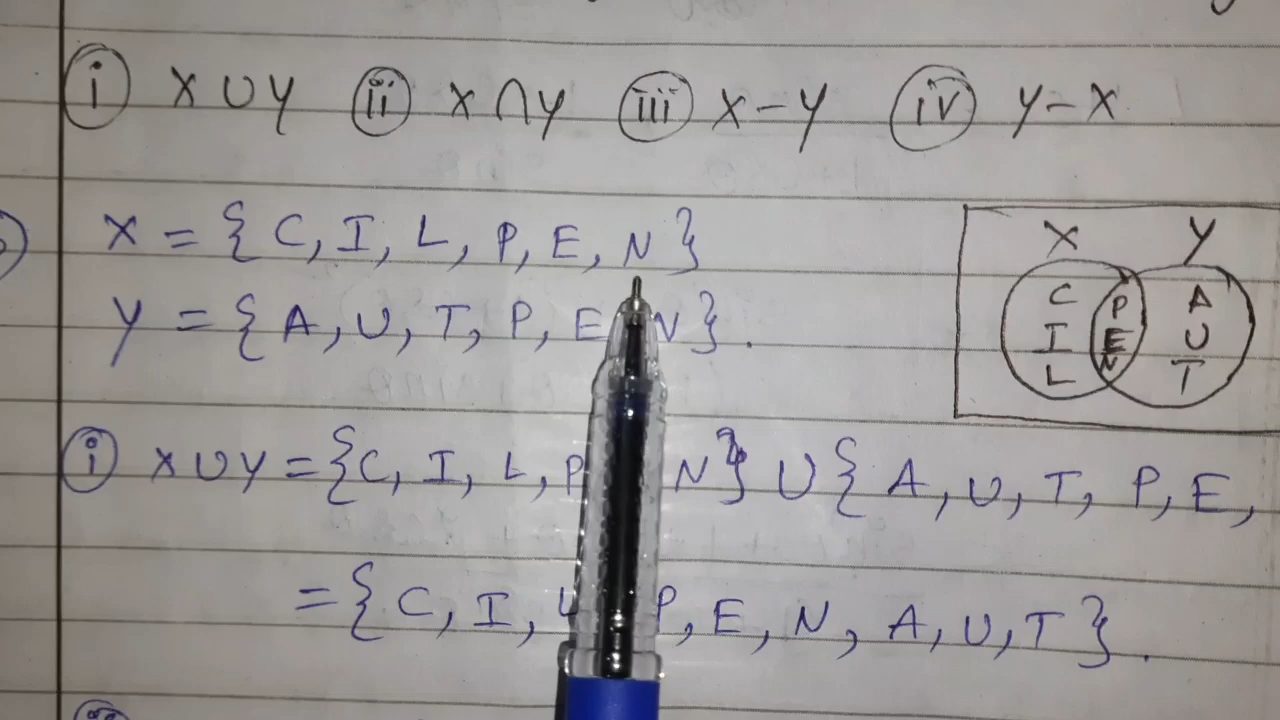 i X∪Y ii X∩Y iii X-Y iv Y-X
X = { C, I, L, P, E, N }
Y = { A, U, T, P, E N }.
X Y
C P A
I E U
L N T
i X∪Y = { C, I, L, P N } ∪ { A, U, T, P, E,
= { C, I, L P, E, N, A, U, T }.